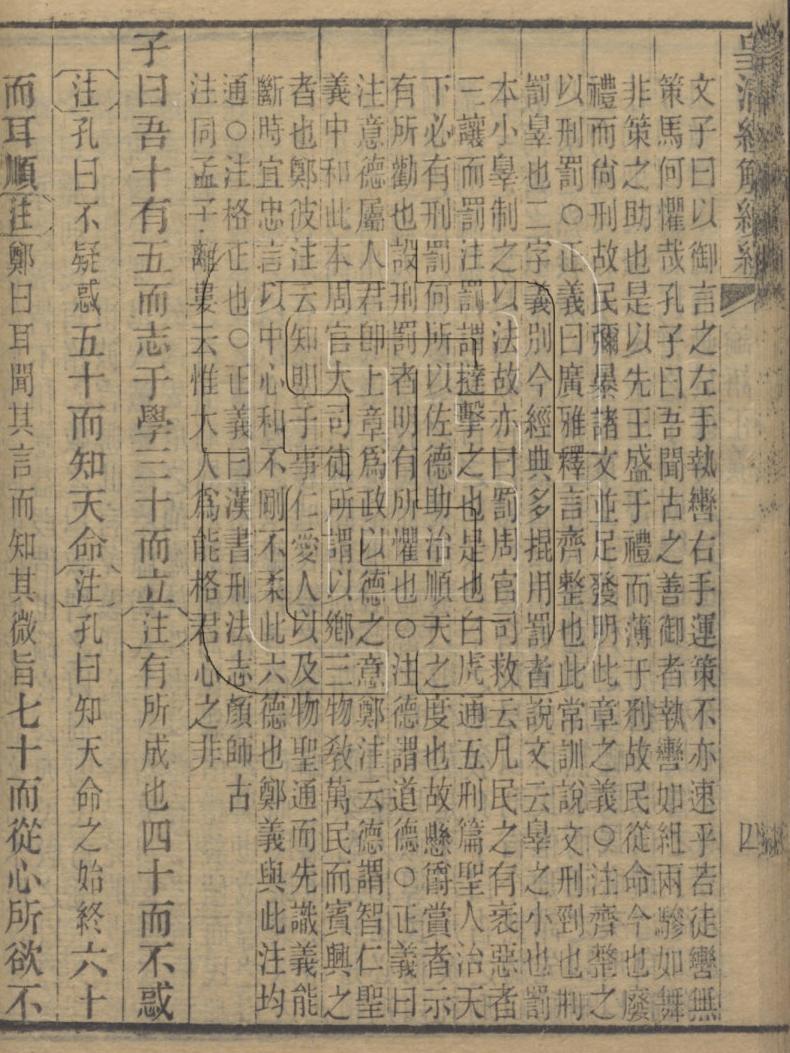 皇清經解續編
四
文子曰以御言之左手執轡右手運策不亦速乎若徒轡無
策馬何懼哉孔子曰吾聞古之善御者執轡如組兩驂如舞
非策之助也是以先王盛于禮而薄于刑故民從命今也廢
禮而尚刑故民彌暴諸文並足發明此章之義○注齊整之
以刑罰○正義曰廣雅釋言齊整也此常訓說文刑剄也㓝
罰辠也二字義別今經典多掍用罰者說文云辠之小也罰
本小辠制之以法故亦曰罰周官司救云凡民之有衺惡者
三讓而罰注罰謂撻擊之也是也白虎通五刑篇聖人治天
下必有刑罰何所以佐德助治順天之度也故懸爵賞者示
有所勸也設刑罰者明有所懼也○注德謂道德○正義曰
注意德屬人君卽上章爲政以德之意鄭注云德謂智仁聖
義中和此本周官大司徒所謂以鄉三物敎萬民而賓興之
者也鄭彼注云知明于事仁愛人以及物聖通而先識義能
斷時宜忠言以中心和不剛不柔此六德也鄭義與此注均
通○注格正也○正義曰漢書刑法志顏師古
注同孟子離婁云惟大人爲能格君心之非
子曰吾十有五而志于學三十而立注有所成也四十而不惑
注孔曰不疑惑五十而知天命注孔曰知天命之始終六十
而耳順注鄭曰耳聞其言而知其微旨七十而從心所欲不